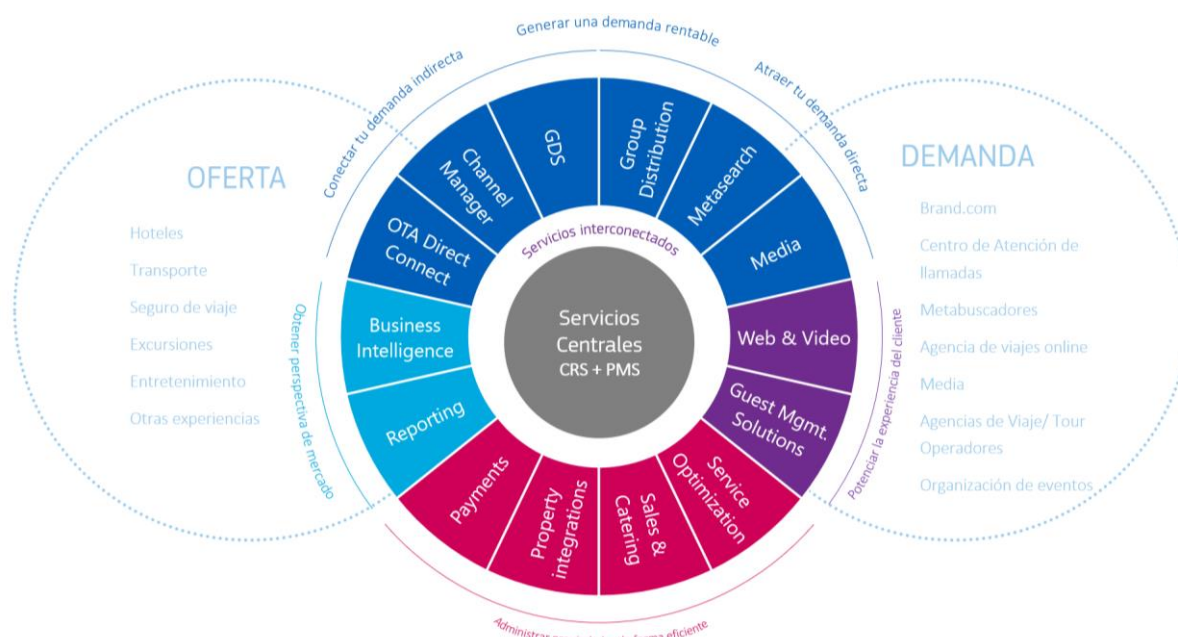 Generar una demanda rentable
Conectar tu demanda indirecta
Atraer tu demanda directa
OFERTA
Hoteles
Transporte
Seguro de viaje
Excursiones
Entretenimiento
Otras experiencias
Obtener perspectiva de mercado
OTA Direct
Connect
Channel
Manager
GDS
Group
Distribution
Metasearch
Media
Web & Video
Guest Mgmt.
Solutions
Service
Optimization
Sales &
Catering
Property
integrations
Payments
Reporting
Business
Intelligence
Servicios interconectados
Servicios
Centrales
CRS + PMS
Potenciar la experiencia del cliente
DEMANDA
Brand.com
Centro de Atención de
llamadas
Metabuscadores
Agencia de viajes online
Media
Agencias de Viaje/ Tour
Operadores
Organización de eventos
Administrar
eficiente